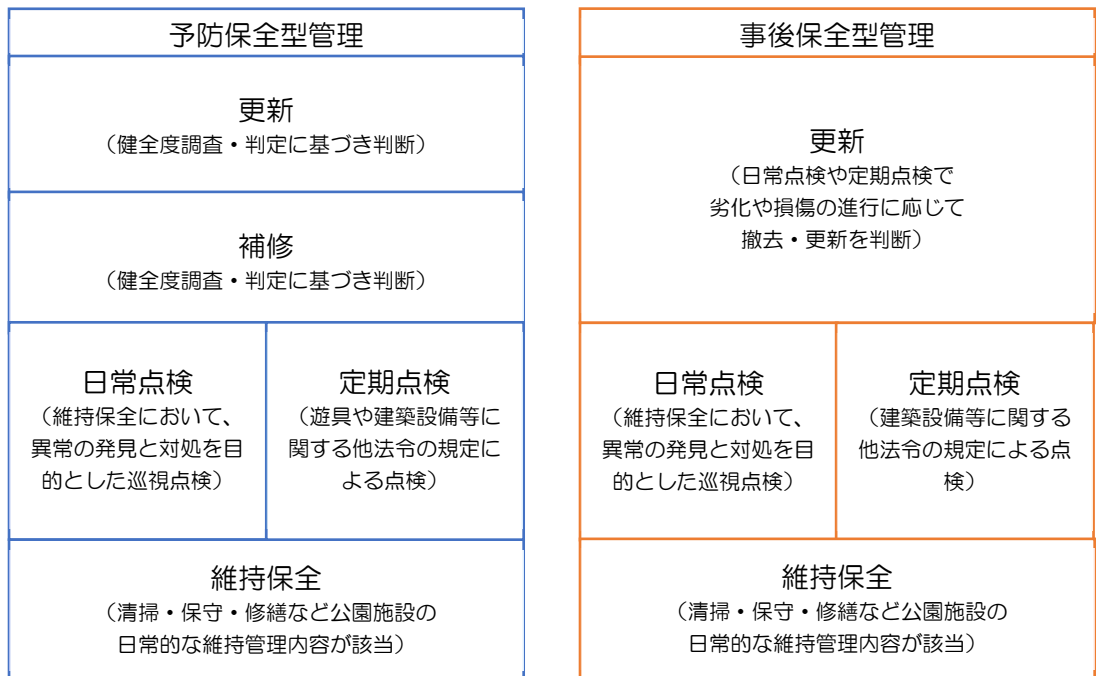 予防保全型管理
更新
（健全度調査・判定に基づき判断）
補修
（健全度調査・判定に基づき判断）
日常点検
（維持保全において、
異常の発見と対処を目
的とした巡視点検）
定期点検
（遊具や建築設備等に
関する他法令の規定に
よる点検）
維持保全
（清掃・保守・修繕など公園施設の
日常的な維持管理内容が該当）
事後保全型管理
更新
（日常点検や定期点検で
劣化や損傷の進行に応じて
撤去・更新を判断）
日常点検
（維持保全において、
異常の発見と対処を目
的とした巡視点検）
定期点検
（建築設備等に関する
他法令の規定による点
検）
維持保全
（清掃・保守・修繕など公園施設の
日常的な維持管理内容が該当）